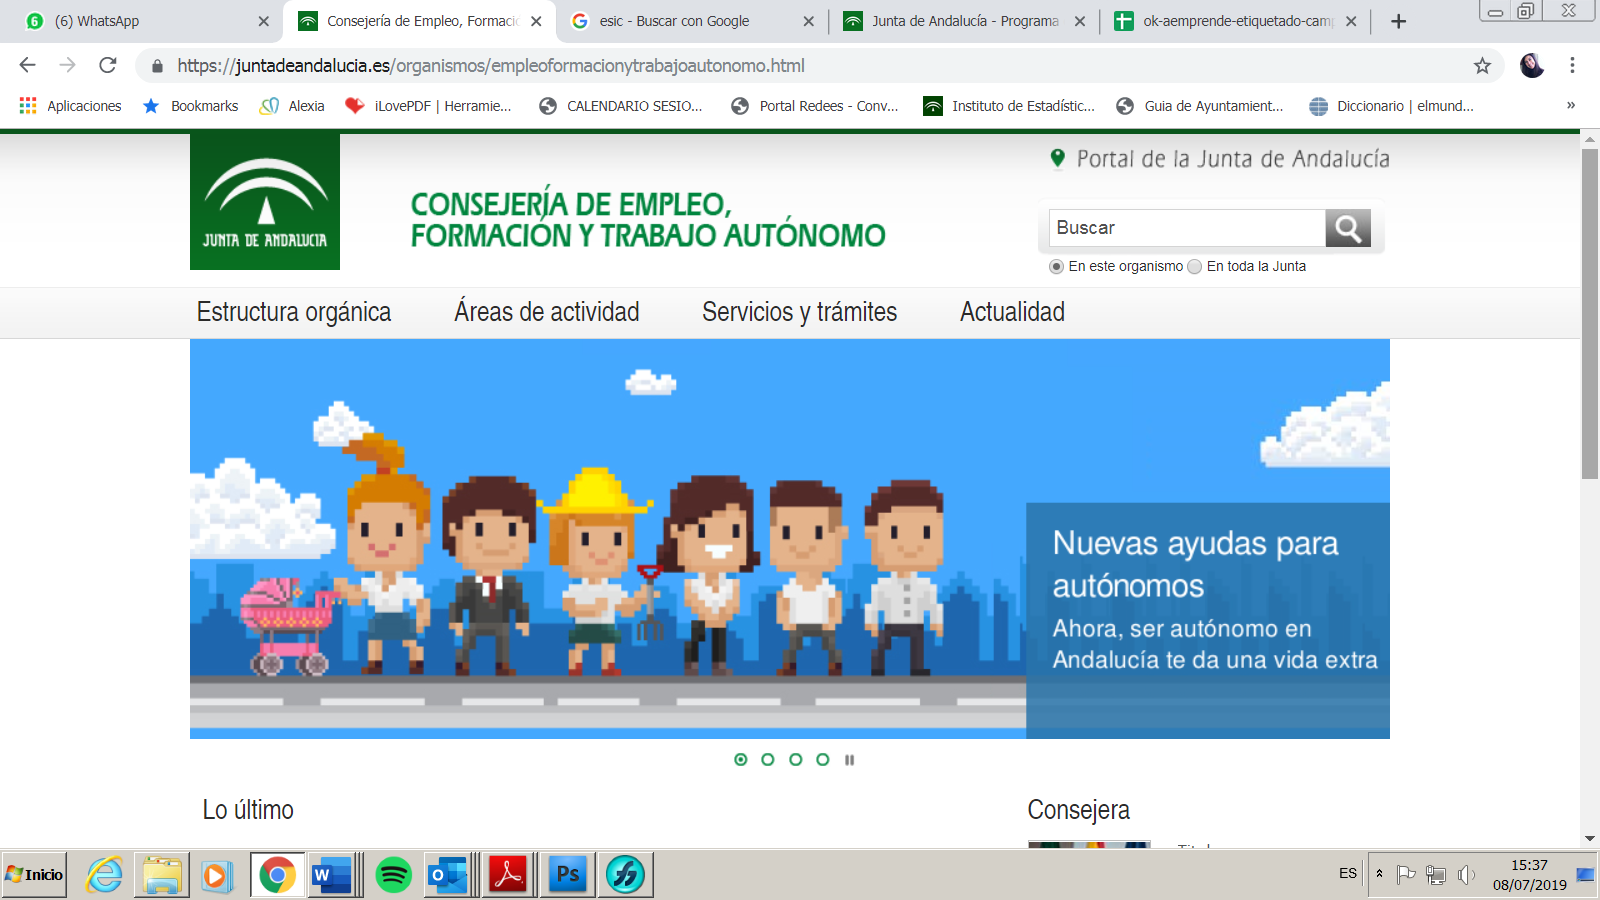 (6) WhatsApp
Consejería de Empleo, Formació
esic - Buscar con Google
Junta de Andalucía - Programa
ok-aemprende-etiquetado-camp
https://juntadeandalucia.es/organismos/empleoformacionytrabajoautonomo.html
Aplicaciones
Bookmarks
Alexia
iLovePDF | Herramie...
CALENDARIO SESIO...
Portal Redees - Conv...
Instituto de Estadístic...
Guia de Ayuntamient...
Diccionario | elmund...
»
JUNTA DE ANDALUCIA
CONSEJERÍA DE EMPLEO,
FORMACIÓN Y TRABAJO AUTÓNOMO
Portal de la Junta de Andalucía
Buscar
En este organismo
En toda la Junta
Estructura orgánica
Áreas de actividad
Servicios y trámites
Actualidad
Nuevas ayudas para
autónomos
Ahora, ser autónomo en
Andalucía te da una vida extra
Lo último
Consejera
Inicio
ES
15:37
08/07/2019